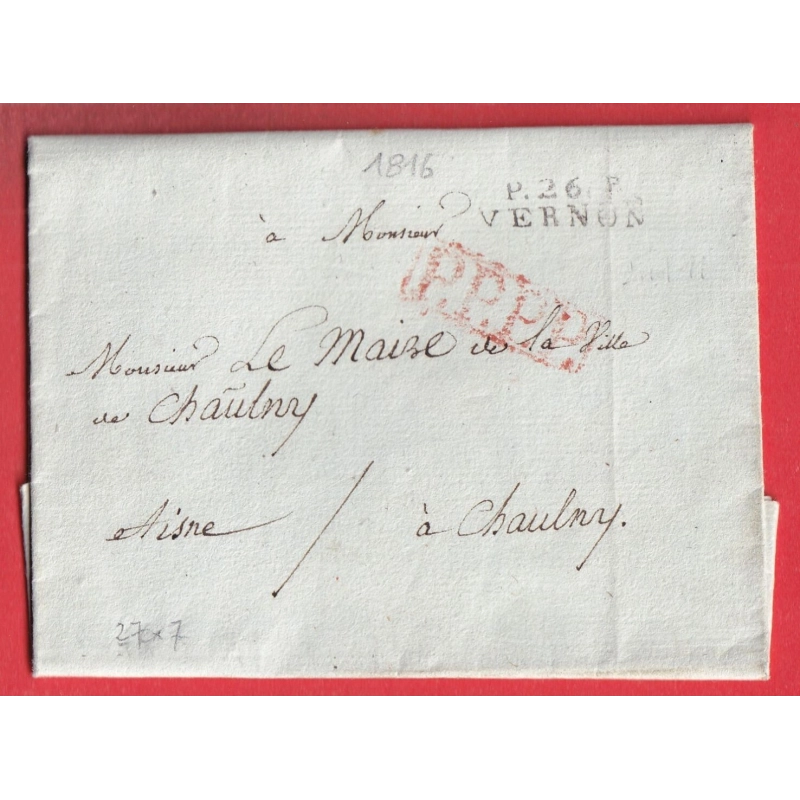 1816
P.26.P.
VERNON
à Monsieur
P.P.P.P.
Monsieur Le Maire de la Ville
de Chaulny
Aisne / à Chaulny.
27x7